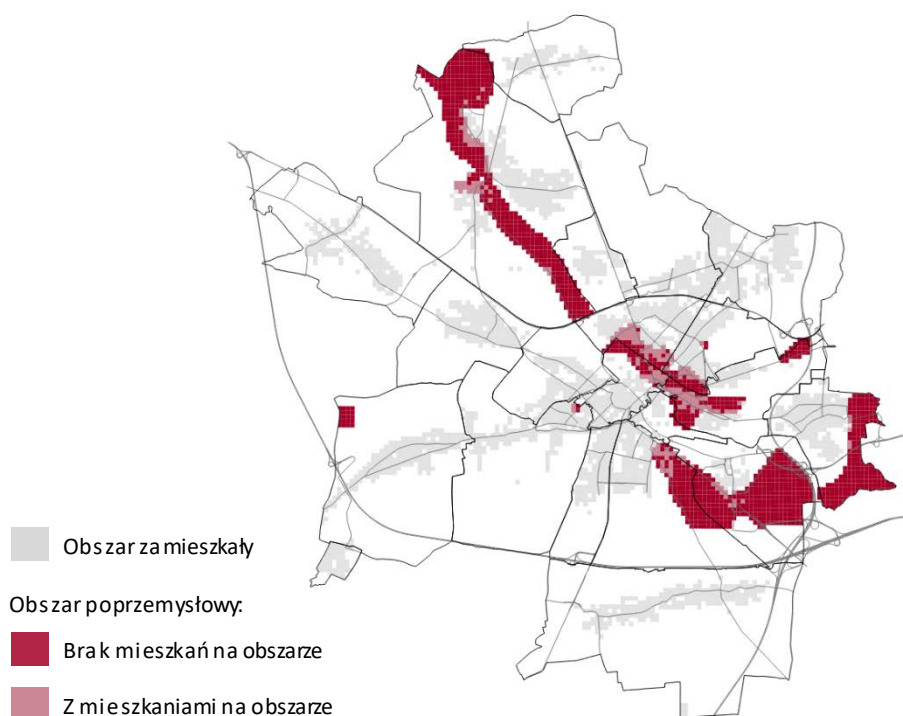 Obszar zamieszkały
Obszar poprzemysłowy:
Brak mieszkań na obszarze
Z mieszkaniami na obszarze